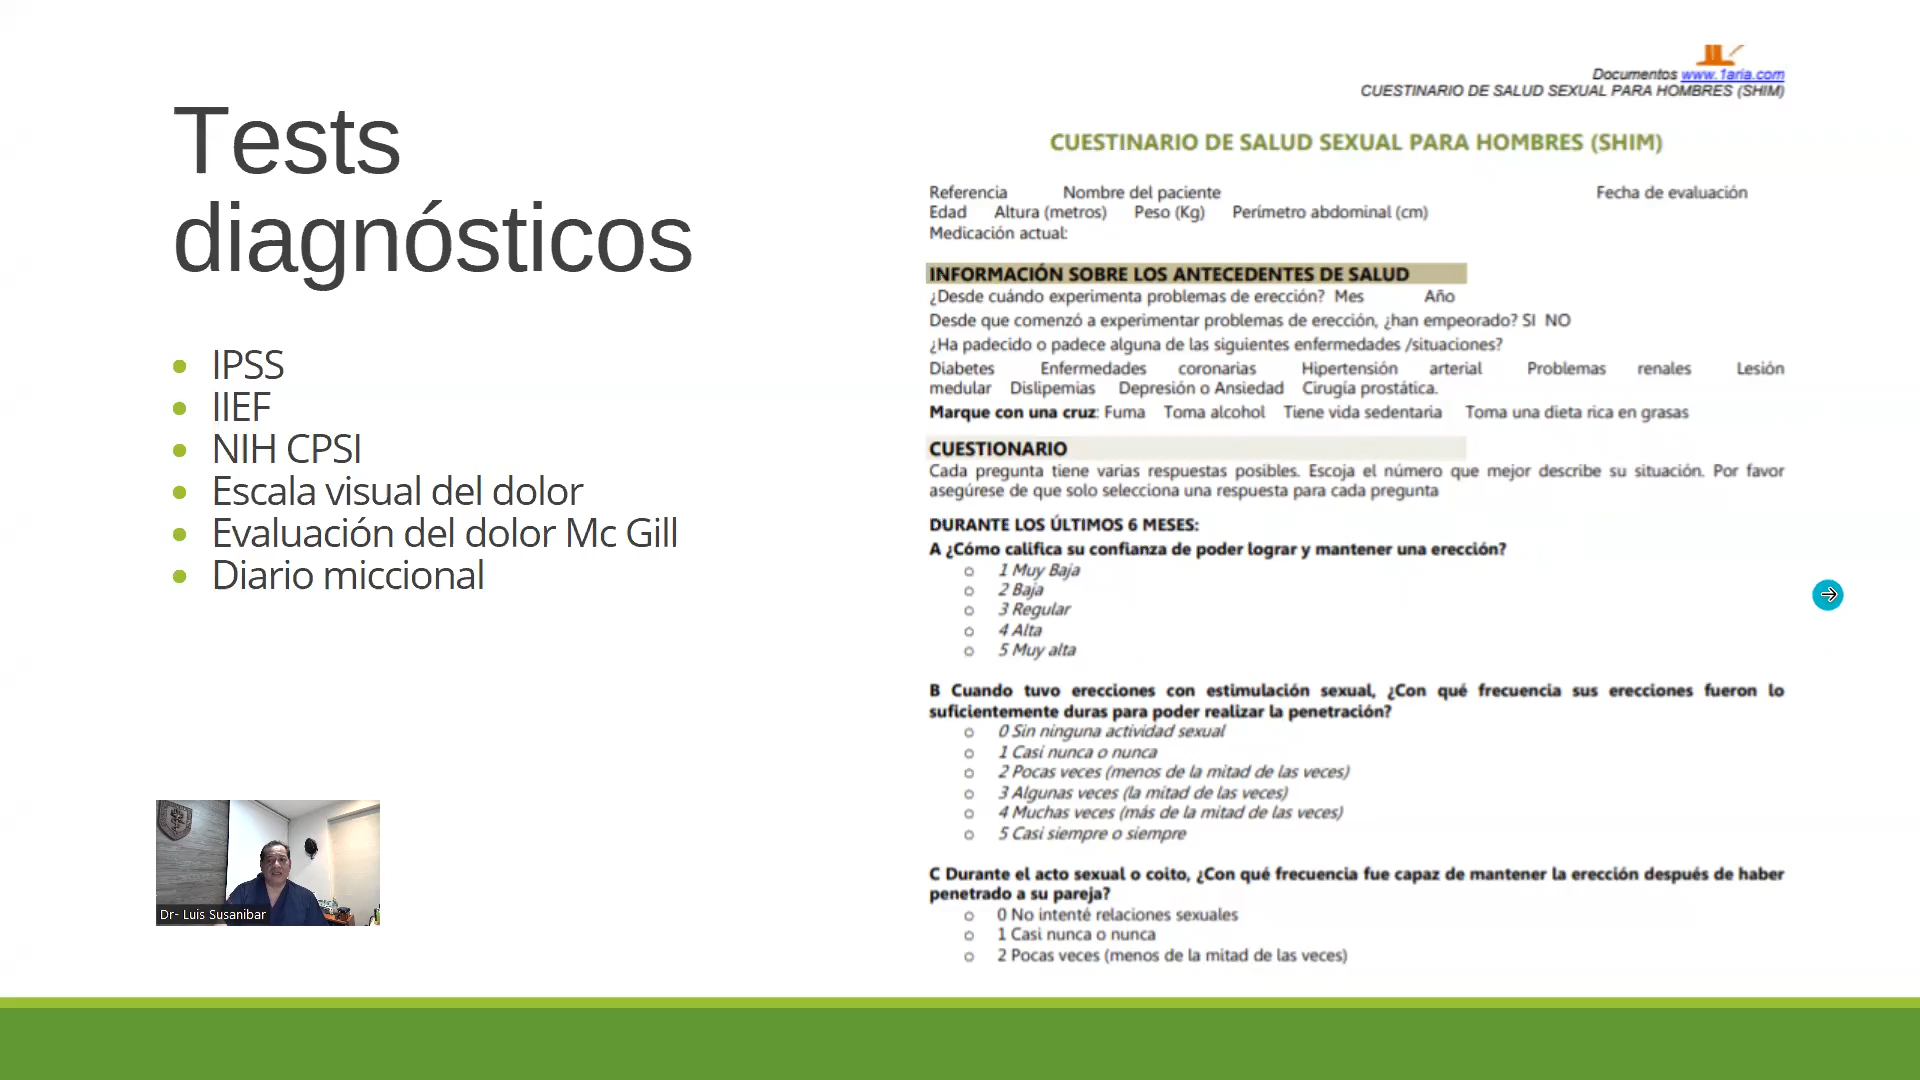 Tests
diagnósticos
IPSS
IIEF
NIH CPSI
Escala visual del dolor
Evaluación del dolor Mc Gill
Diario miccional
Dr- Luis Susanibar
Documentos www.1aria.com
CUESTINARIO DE SALUD SEXUAL PARA HOMBRES (SHIM)
CUESTINARIO DE SALUD SEXUAL PARA HOMBRES (SHIM)
Referencia Nombre del paciente Fecha de evaluación
Edad Altura (metros) Peso (Kg) Perímetro abdominal (cm)
Medicación actual:
INFORMACIÓN SOBRE LOS ANTECEDENTES DE SALUD
¿Desde cuándo experimenta problemas de erección? Mes Año
Desde que comenzó a experimentar problemas de erección, ¿han empeorado? SI NO
¿Ha padecido o padece alguna de las siguientes enfermedades /situaciones?
Diabetes Enfermedades coronarias Hipertensión arterial Problemas renales Lesión
medular Dislipemias Depresión o Ansiedad Cirugía prostática.
Marque con una cruz: Fuma Toma alcohol Tiene vida sedentaria Toma una dieta rica en grasas
CUESTIONARIO
Cada pregunta tiene varias respuestas posibles. Escoja el número que mejor describe su situación. Por favor
asegúrese de que solo selecciona una respuesta para cada pregunta
DURANTE LOS ÚLTIMOS 6 MESES:
A ¿Cómo califica su confianza de poder lograr y mantener una erección?
1 Muy Baja
2 Baja
3 Regular
4 Alta
5 Muy alta
B Cuando tuvo erecciones con estimulación sexual, ¿Con qué frecuencia sus erecciones fueron lo
suficientemente duras para poder realizar la penetración?
0 Sin ninguna actividad sexual
1 Casi nunca o nunca
2 Pocas veces (menos de la mitad de las veces)
3 Algunas veces (la mitad de las veces)
4 Muchas veces (más de la mitad de las veces)
5 Casi siempre o siempre
C Durante el acto sexual o coito, ¿Con qué frecuencia fue capaz de mantener la erección después de haber
penetrado a su pareja?
0 No intenté relaciones sexuales
1 Casi nunca o nunca
2 Pocas veces (menos de la mitad de las veces)